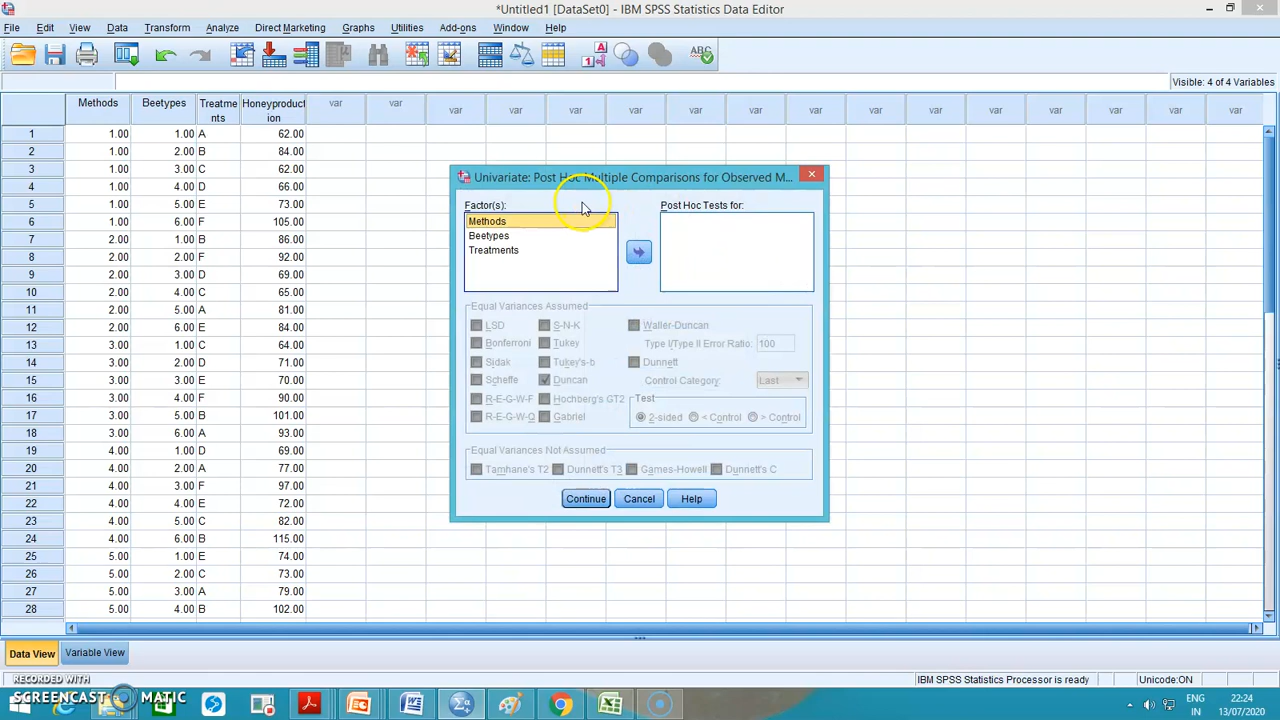 *Untitled1 [DataSet0] - IBM SPSS Statistics Data Editor
File Edit View Data Transform Analyze Direct Marketing Graphs Utilities Add-ons Window Help
Visible: 4 of 4 Variables
Methods Beetypes Treatme nts Honeyproduct ion var var var var var var var var var var var var var var var var
1 1.00 1.00 A 62.00
2 1.00 2.00 B 84.00
3 1.00 3.00 C 62.00
4 1.00 4.00 D 66.00
5 1.00 5.00 E 73.00
6 1.00 6.00 F 105.00
7 2.00 1.00 B 86.00
8 2.00 2.00 F 92.00
9 2.00 3.00 D 69.00
10 2.00 4.00 C 65.00
11 2.00 5.00 A 81.00
12 2.00 6.00 E 84.00
13 3.00 1.00 C 64.00
14 3.00 2.00 D 71.00
15 3.00 3.00 E 70.00
16 3.00 4.00 F 90.00
17 3.00 5.00 B 101.00
18 3.00 6.00 A 93.00
19 4.00 1.00 D 69.00
20 4.00 2.00 A 77.00
21 4.00 3.00 F 97.00
22 4.00 4.00 E 72.00
23 4.00 5.00 C 82.00
24 4.00 6.00 B 115.00
25 5.00 1.00 E 74.00
26 5.00 2.00 C 73.00
27 5.00 3.00 A 79.00
28 5.00 4.00 B 102.00
Univariate: Post Hoc Multiple Comparisons for Observed M...
Factor(s): Post Hoc Tests for:
Methods
Beetypes
Treatments
Equal Variances Assumed
LSD S-N-K Waller-Duncan
Bonferroni Tukey Type I/Type II Error Ratio: 100
Sidak Tukey's-b Dunnett
Scheffe Duncan Control Category: Last
R-E-G-W-F Hochberg's GT2 Test
R-E-G-W-Q Gabriel 2-sided < Control > Control
Equal Variances Not Assumed
Tamhane's T2 Dunnett's T3 Games-Howell Dunnett's C
Continue Cancel Help
Data View Variable View
IBM SPSS Statistics Processor is ready Unicode:ON
RECORDED WITH
SCREENCAST MATIC
ENG 22:24
IN 13/07/2020